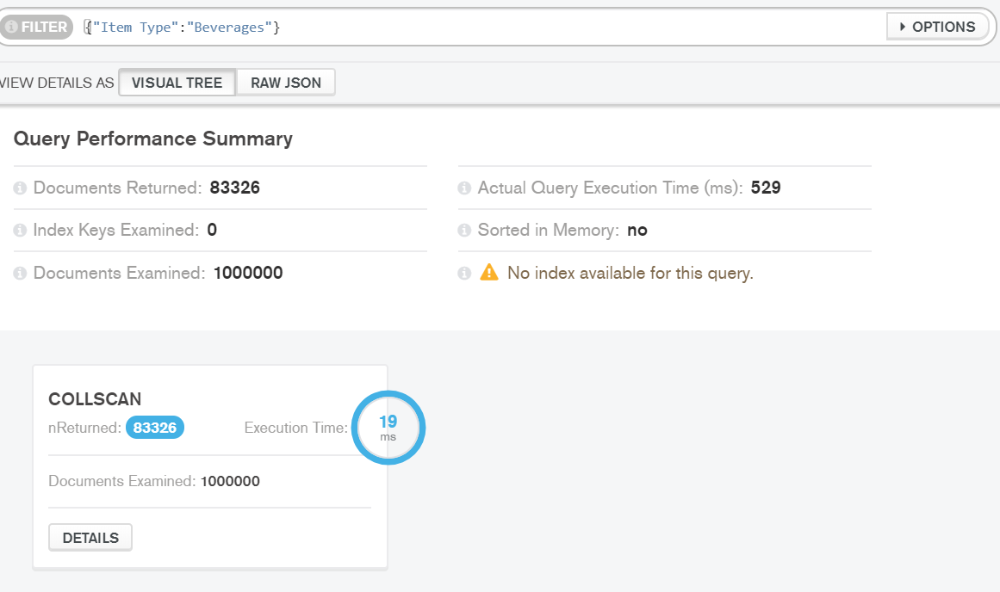 FILTER {"Item Type":"Beverages"} OPTIONS
VIEW DETAILS AS VISUAL TREE RAW JSON
Query Performance Summary
Documents Returned: 83326
Actual Query Execution Time (ms): 529
Index Keys Examined: 0
Sorted in Memory: no
Documents Examined: 1000000
No index available for this query.
COLLSCAN
nReturned: 83326 Execution Time: 19 ms
Documents Examined: 1000000
DETAILS